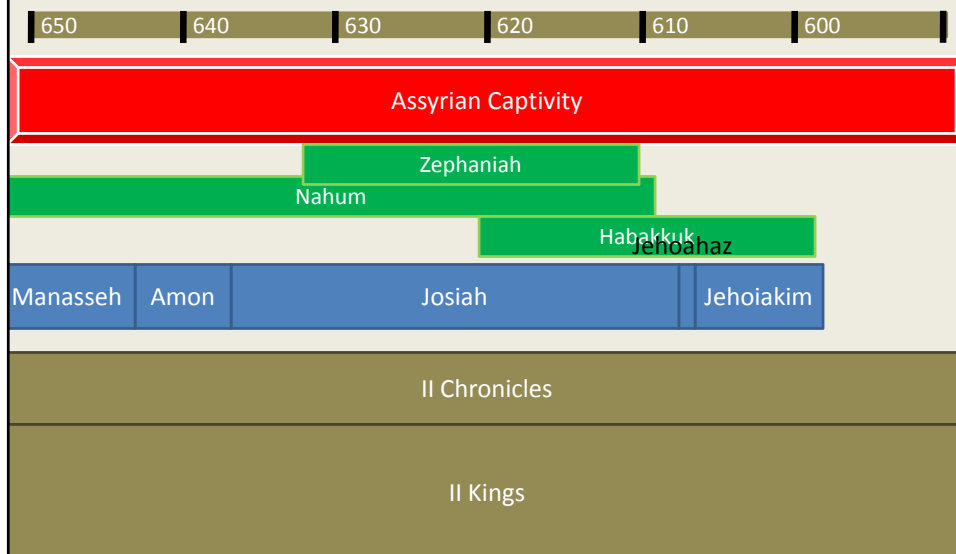 650 640 630 620 610 600
Assyrian Captivity
Zephaniah
Nahum
Habakkuk
Jehoahaz
Manasseh Amon Josiah Jehoiakim
II Chronicles
II Kings